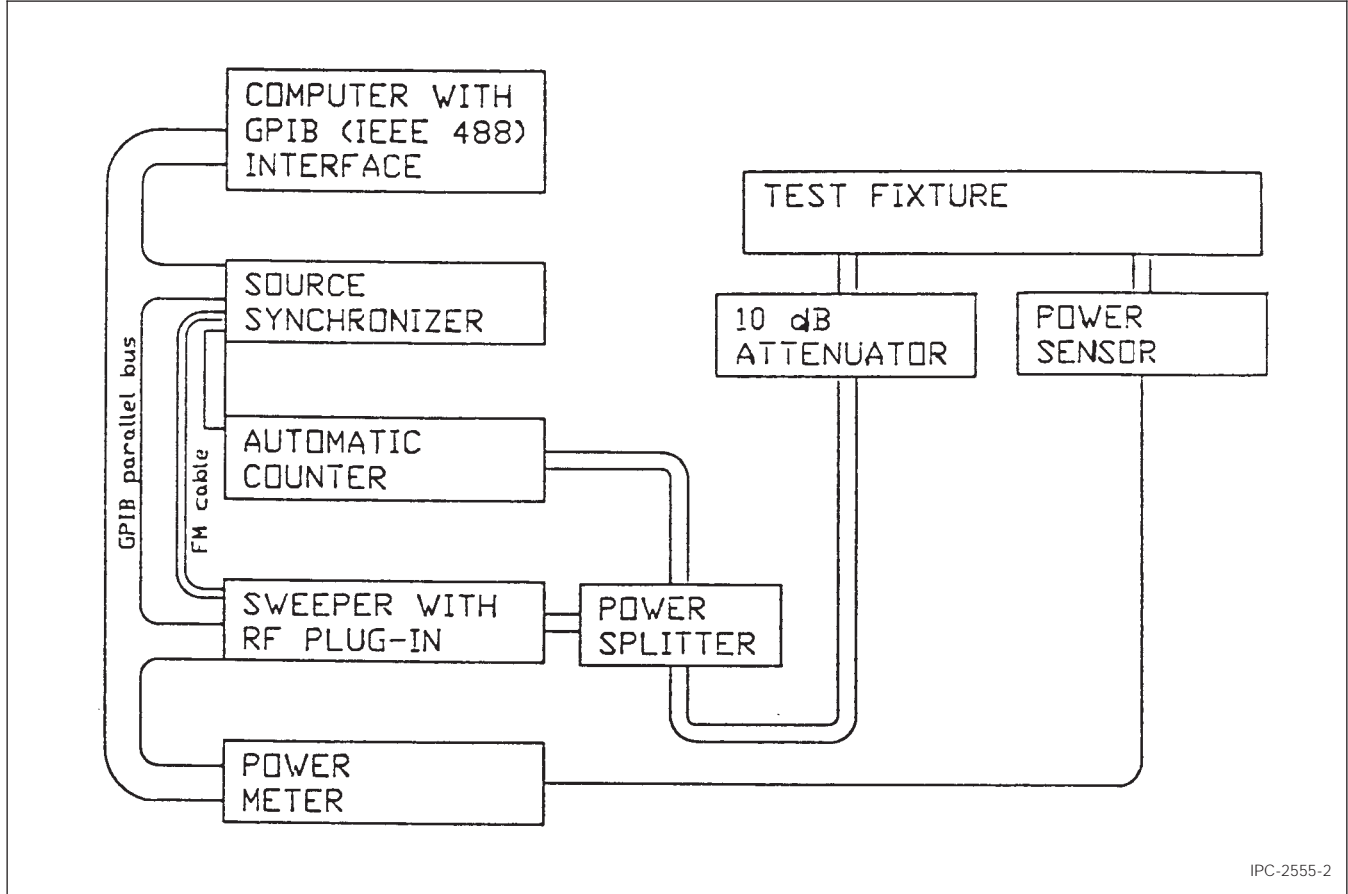 COMPUTER WITH
GPIB (IEEE 488)
INTERFACE
TEST FIXTURE
SOURCE
SYNCHRONIZER
10 dB
ATTENUATOR
POWER
SENSOR
GPIB parallel bus
FM cable
AUTOMATIC
COUNTER
SWEEPER WITH
RF PLUG-IN
POWER
SPLITTER
POWER
METER
IPC-2555-2